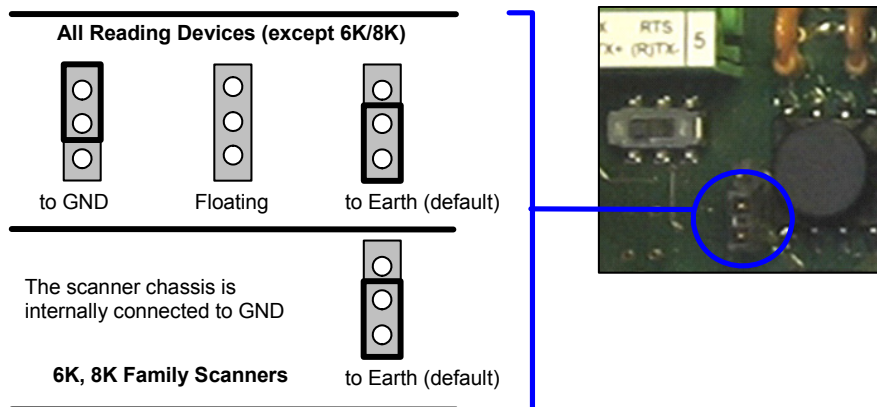 All Reading Devices (except 6K/8K)
to GND
Floating
to Earth (default)
The scanner chassis is
internally connected to GND
6K, 8K Family Scanners
to Earth (default)
RTS
TX+ (R)TX-
5